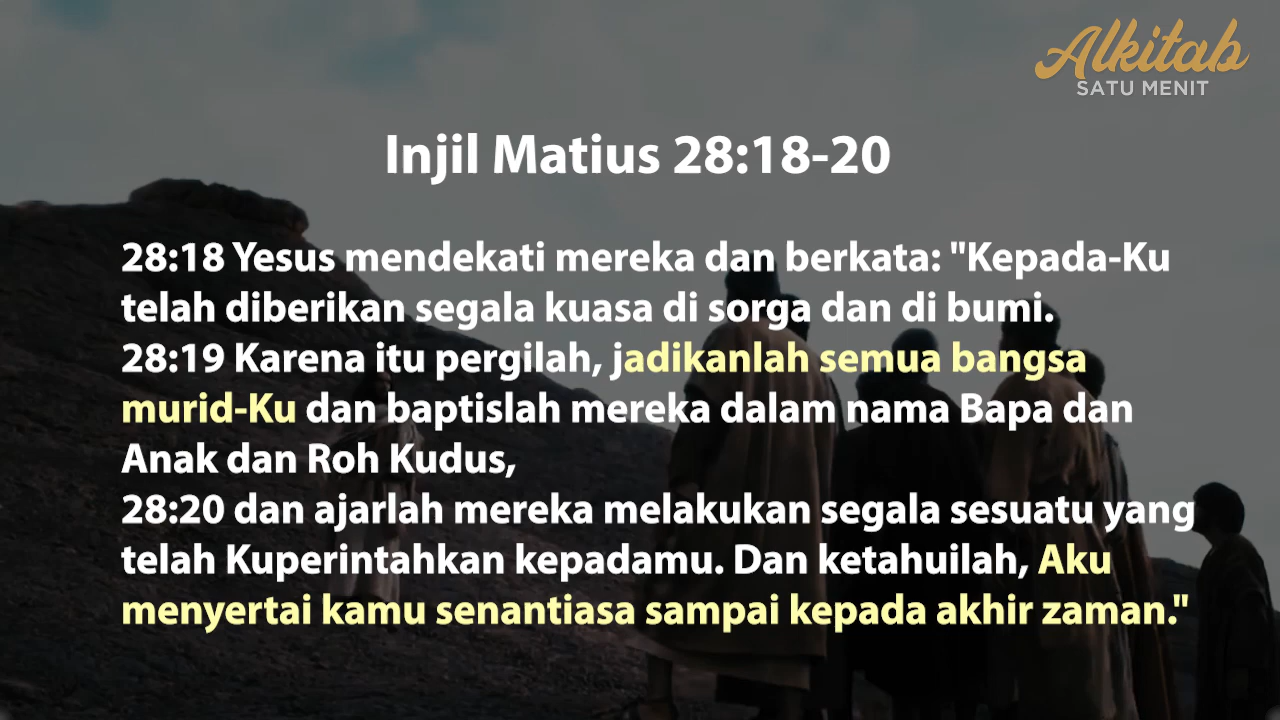 Alkitab
SATU MENIT
Injil Matius 28:18-20
28:18 Yesus mendekati mereka dan berkata: "Kepada-Ku
telah diberikan segala kuasa di sorga dan di bumi.
28:19 Karena itu pergilah, jadikanlah semua bangsa
murid-Ku dan baptislah mereka dalam nama Bapa dan
Anak dan Roh Kudus,
28:20 dan ajarlah mereka melakukan segala sesuatu yang
telah Kuperintahkan kepadamu. Dan ketahuilah, Aku
menyertai kamu senantiasa sampai kepada akhir zaman."